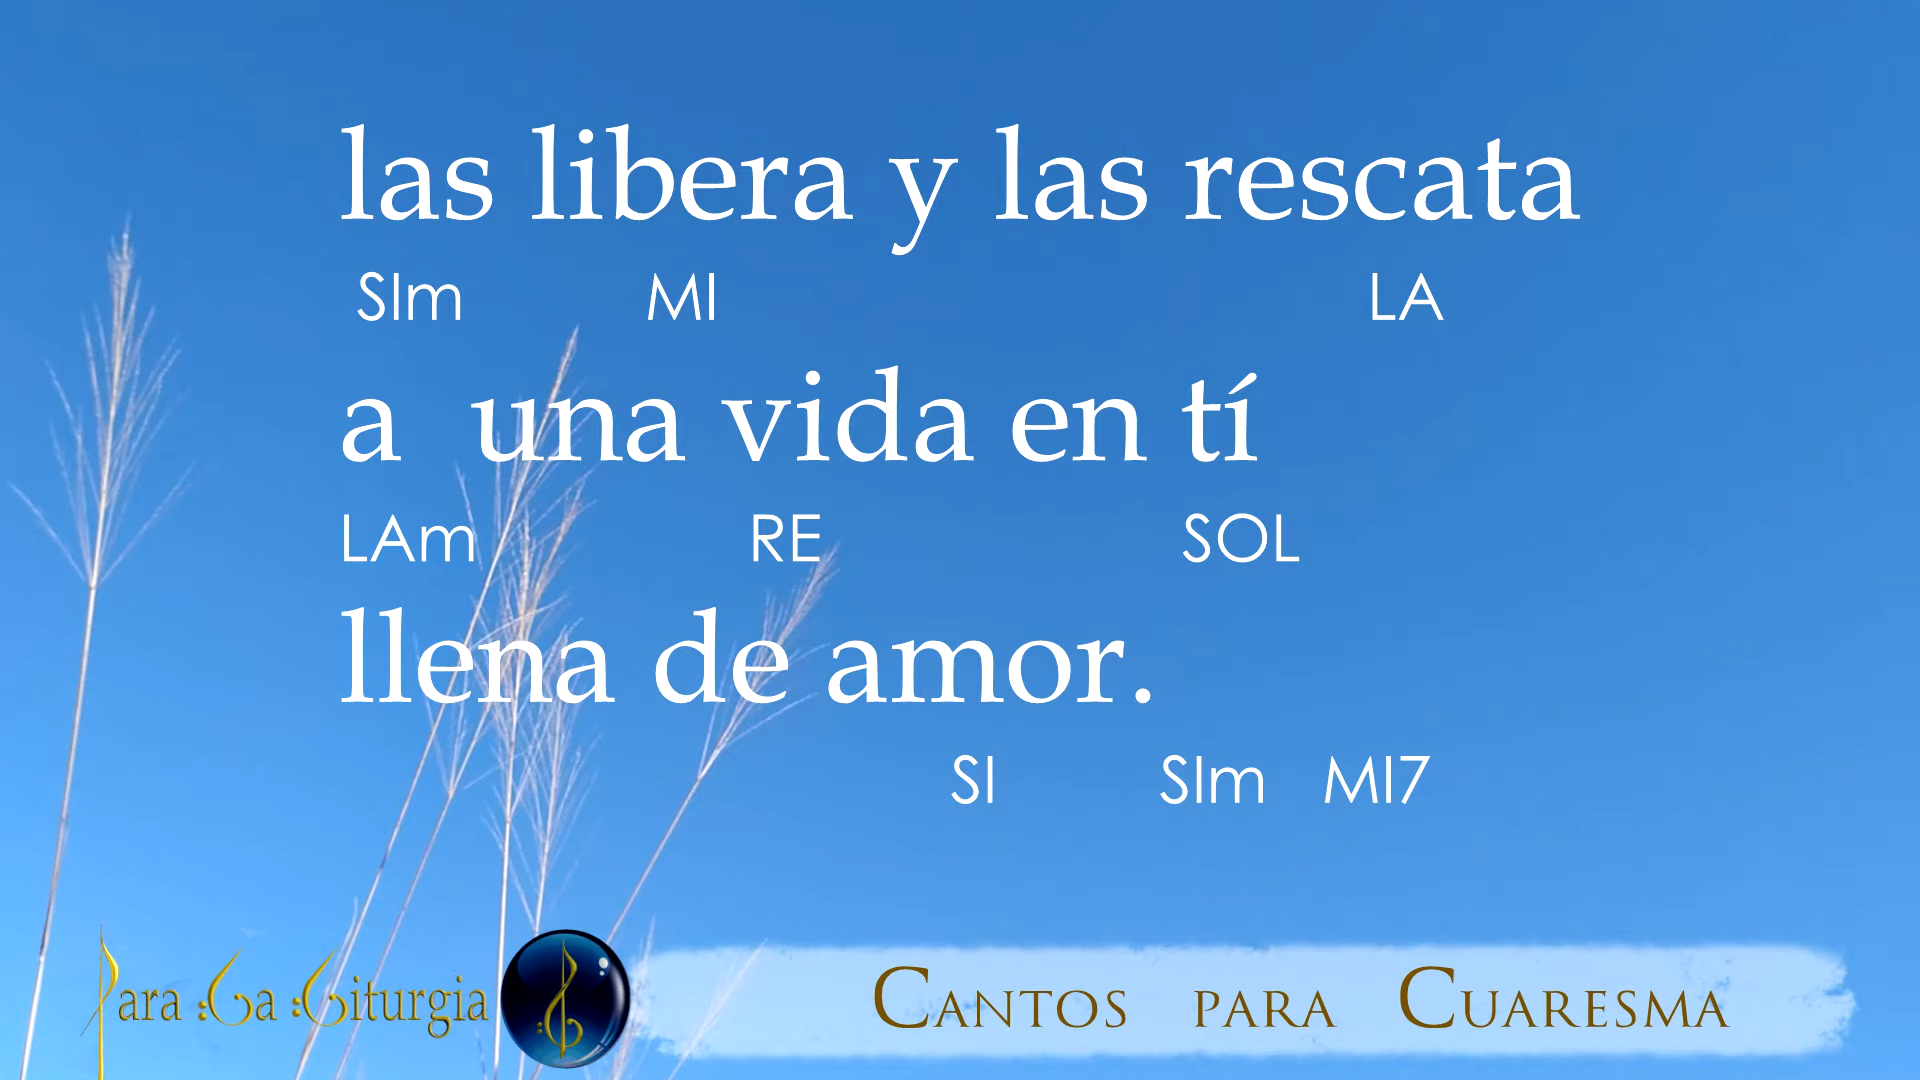 las libera y las rescata
SIm MI LA
a una vida en tí
LAm RE SOL
llena de amor.
SI SIm MI7
Para La Liturgia
CANTOS PARA CUARESMA